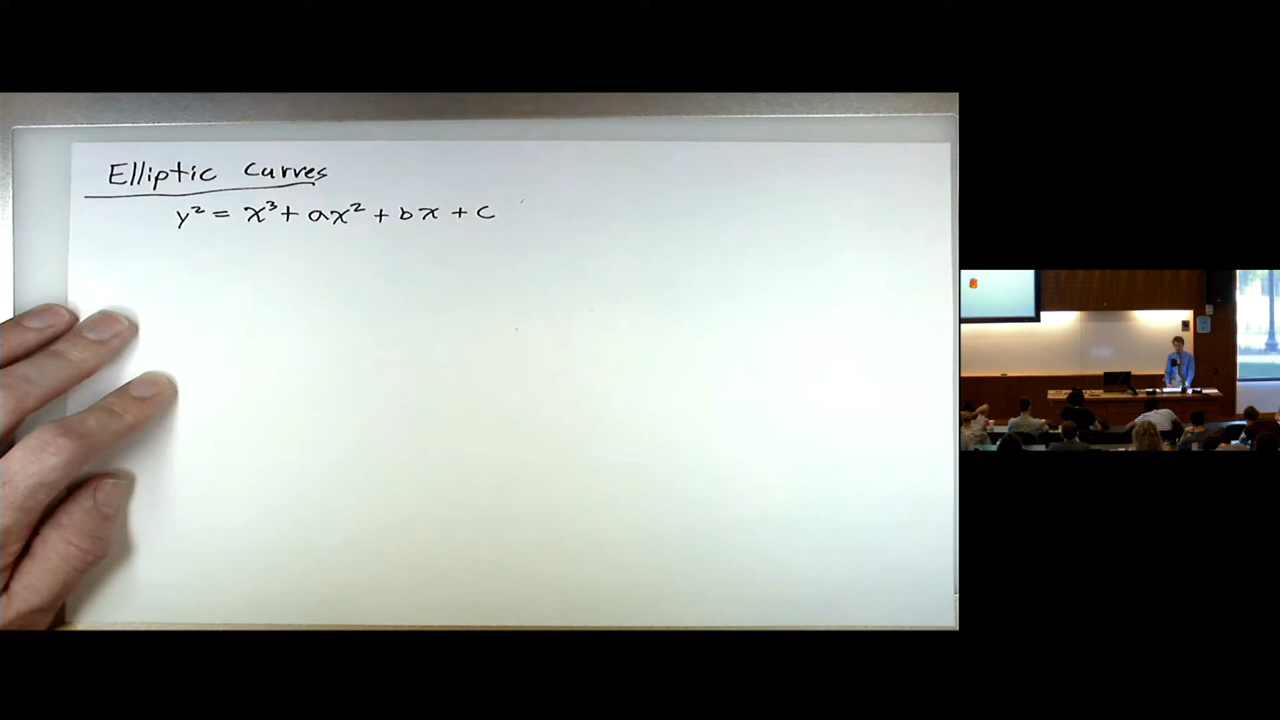 Elliptic Curves
y² = x³ + ax² + bx + c